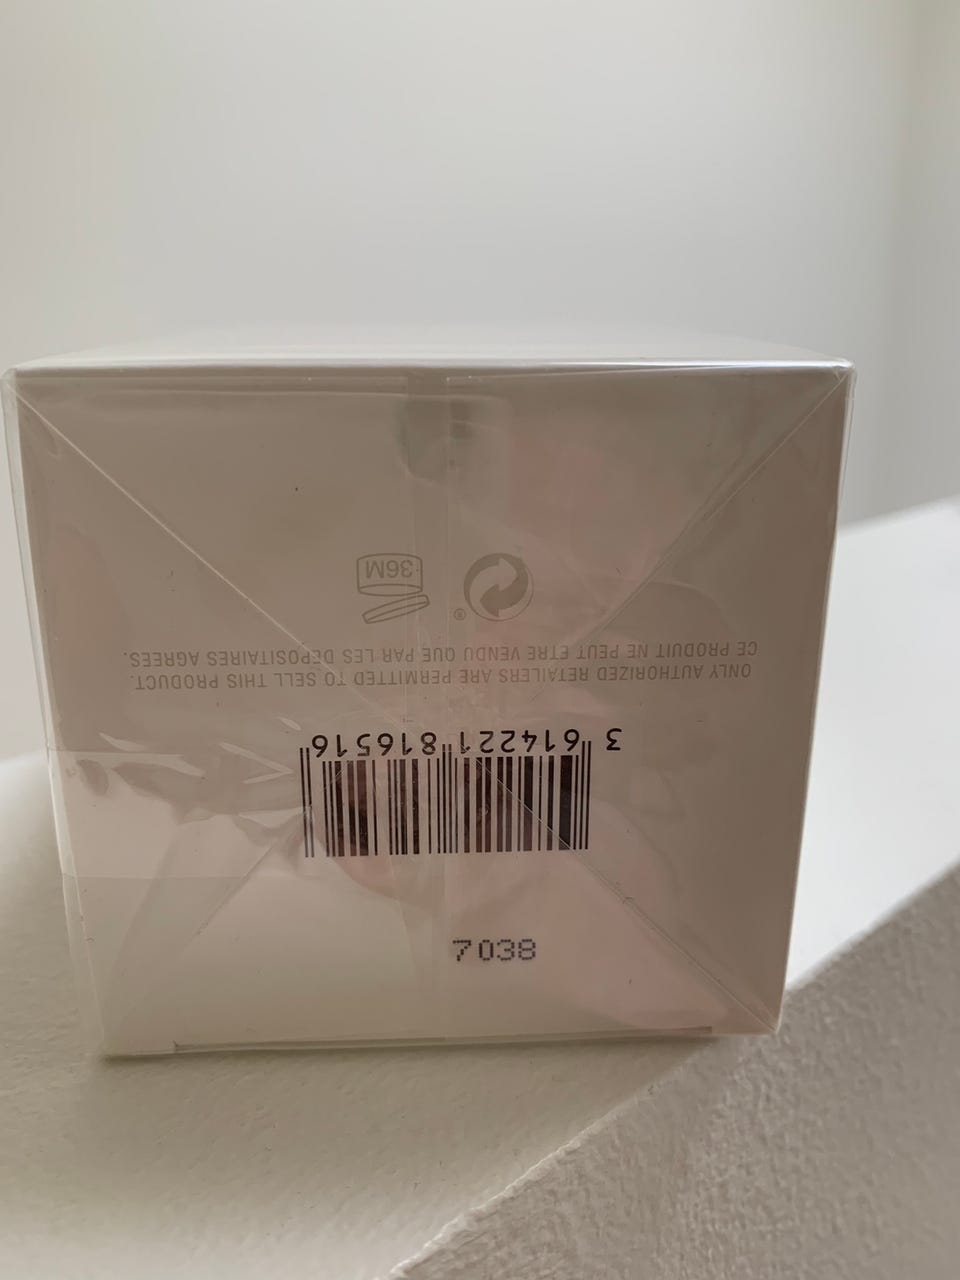 7038
3 614221 816516
ONLY AUTHORIZED RETAILERS ARE PERMITTED TO SELL THIS PRODUCT.
CE PRODUIT NE PEUT ETRE VENDU QUE PAR LES DEPOSITAIRES AGREES.
®
36M